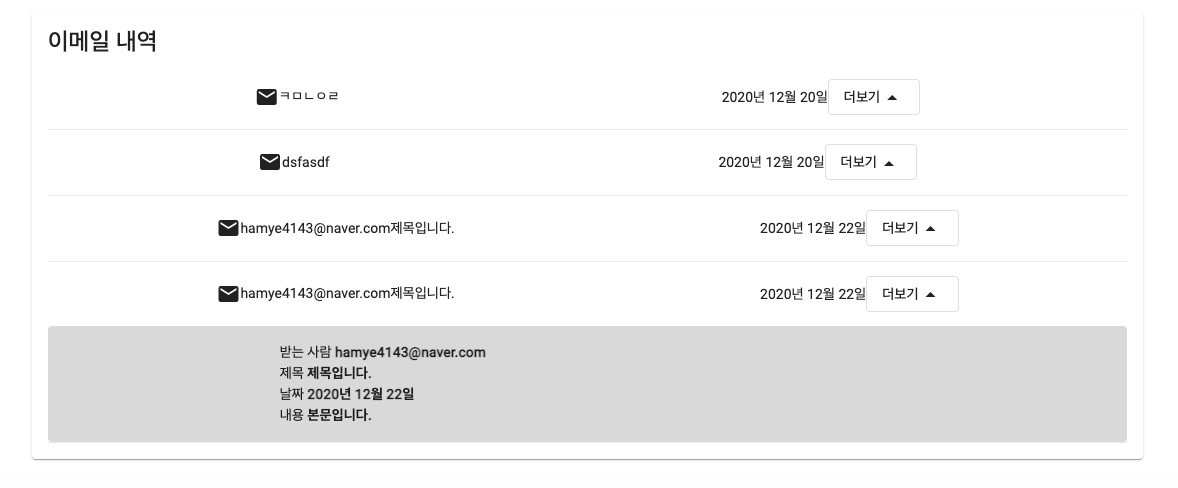 이메일 내역
ㅋㅁㄴㅇㄹ 2020년 12월 20일 더보기
dsfasdf 2020년 12월 20일 더보기
hamye4143@naver.com제목입니다. 2020년 12월 22일 더보기
hamye4143@naver.com제목입니다. 2020년 12월 22일 더보기
받는 사람 hamye4143@naver.com
제목 제목입니다.
날짜 2020년 12월 22일
내용 본문입니다.